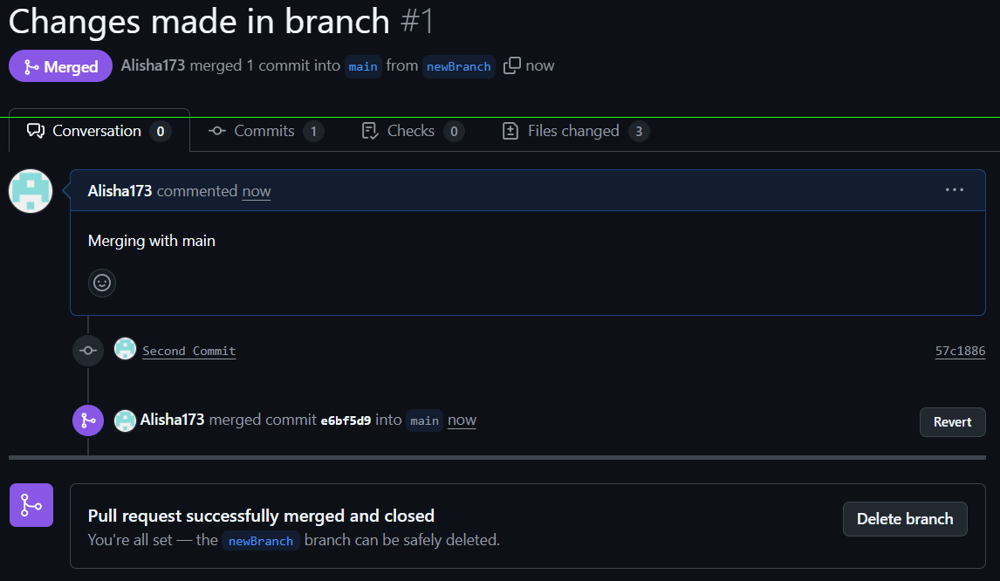 Changes made in branch #1
Merged Alisha173 merged 1 commit into main from newBranch now
Conversation 0 Commits 1 Checks 0 Files changed 3
Alisha173 commented now ...
Merging with main
Second Commit 57c1886
Alisha173 merged commit e6bf5d9 into main now Revert
Pull request successfully merged and closed
You're all set — the newBranch branch can be safely deleted.
Delete branch